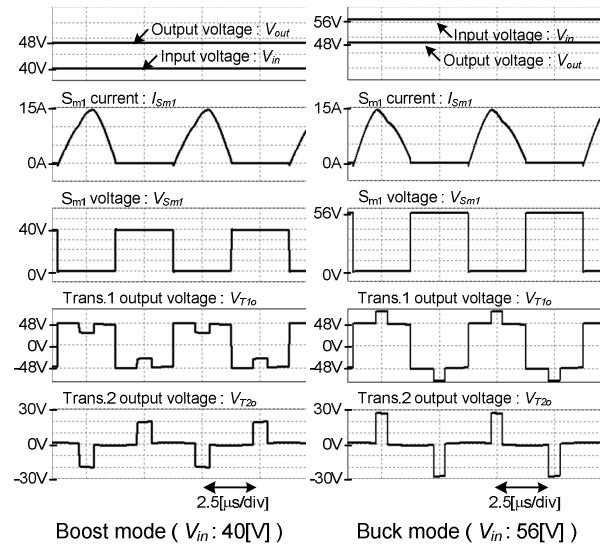 Output voltage : Vout
48V
Input voltage : Vin
40V
Sm1 current : ISm1
15A
0A
Sm1 voltage : VSm1
40V
0V
Trans.1 output voltage : VT1o
48V
0V
-48V
Trans.2 output voltage : VT2o
30V
0V
-30V
2.5[μs/div]
Boost mode ( Vin : 40[V] )
56V
Input voltage : Vin
48V
Output voltage : Vout
Sm1 current : ISm1
15A
0A
Sm1 voltage : VSm1
56V
0V
Trans.1 output voltage : VT1o
48V
0V
-48V
Trans.2 output voltage : VT2o
30V
0V
-30V
2.5[μs/div]
Buck mode ( Vin : 56[V] )